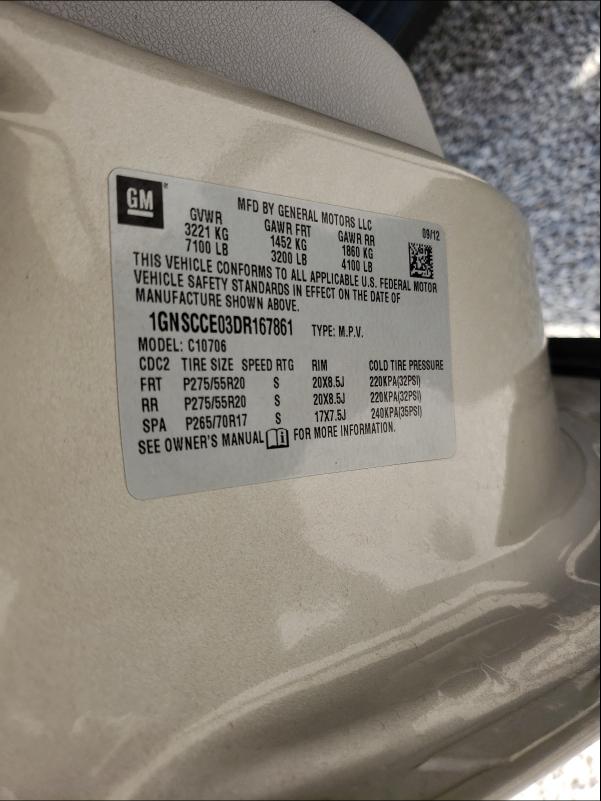 GM
MFD BY GENERAL MOTORS LLC
09/12
GVWR GAWR FRT GAWR RR
3221 KG 1452 KG 1860 KG
7100 LB 3200 LB 4100 LB
THIS VEHICLE CONFORMS TO ALL APPLICABLE U.S. FEDERAL MOTOR
VEHICLE SAFETY STANDARDS IN EFFECT ON THE DATE OF
MANUFACTURE SHOWN ABOVE.
1GNSCCE03DR167861 TYPE: M.P.V.
MODEL: C10706
CDC2 TIRE SIZE SPEED RTG RIM COLD TIRE PRESSURE
FRT P275/55R20 S 20X8.5J 220KPA(32PSI)
RR P275/55R20 S 20X8.5J 220KPA(32PSI)
SPA P265/70R17 S 17X7.5J 240KPA(35PSI)
SEE OWNER'S MANUAL i FOR MORE INFORMATION.